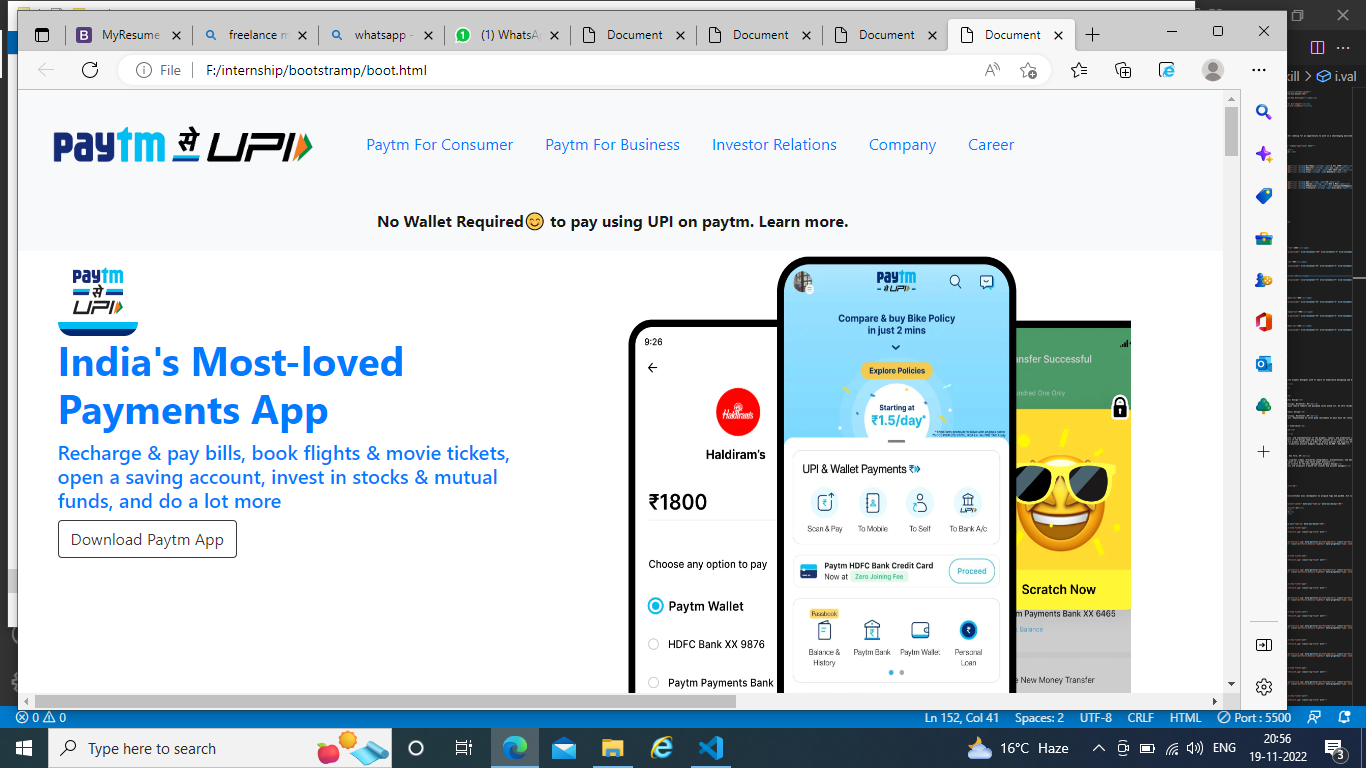 MyResume
freelance m
whatsapp -
(1) WhatsA
Document
Document
Document
Document
File
F:/internship/bootstramp/boot.html
kill > i.val
paytm से UPI
Paytm For Consumer
Paytm For Business
Investor Relations
Company
Career
No Wallet Required😊 to pay using UPI on paytm. Learn more.
paytm
से
UPI
India's Most-loved
Payments App
Recharge & pay bills, book flights & movie tickets,
open a saving account, invest in stocks & mutual
funds, and do a lot more
Download Paytm App
9:26
Haldiram's
Haldiram's
₹1800
Choose any option to pay
Paytm Wallet
HDFC Bank XX 9876
Paytm Payments Bank
paytm
से UPI
Compare & buy Bike Policy
in just 2 mins
Explore Policies
Starting at
₹1.5/day*
UPI & Wallet Payments
Scan & Pay
To Mobile
To Self
UPI
To Bank A/c
Paytm HDFC Bank Credit Card
Now at Zero Joining Fee
Proceed
Passbook
Balance &
History
Paytm Bank
Paytm Wallet
Personal
Loan
nsfer Successful
ndred One Only
Scratch Now
m Payments Bank XX 6465
Balance
e New Money Transfer
0 0
Ln 152, Col 41
Spaces: 2
UTF-8
CRLF
HTML
Port : 5500
Type here to search
16°C Haze
ENG
20:56
19-11-2022
3